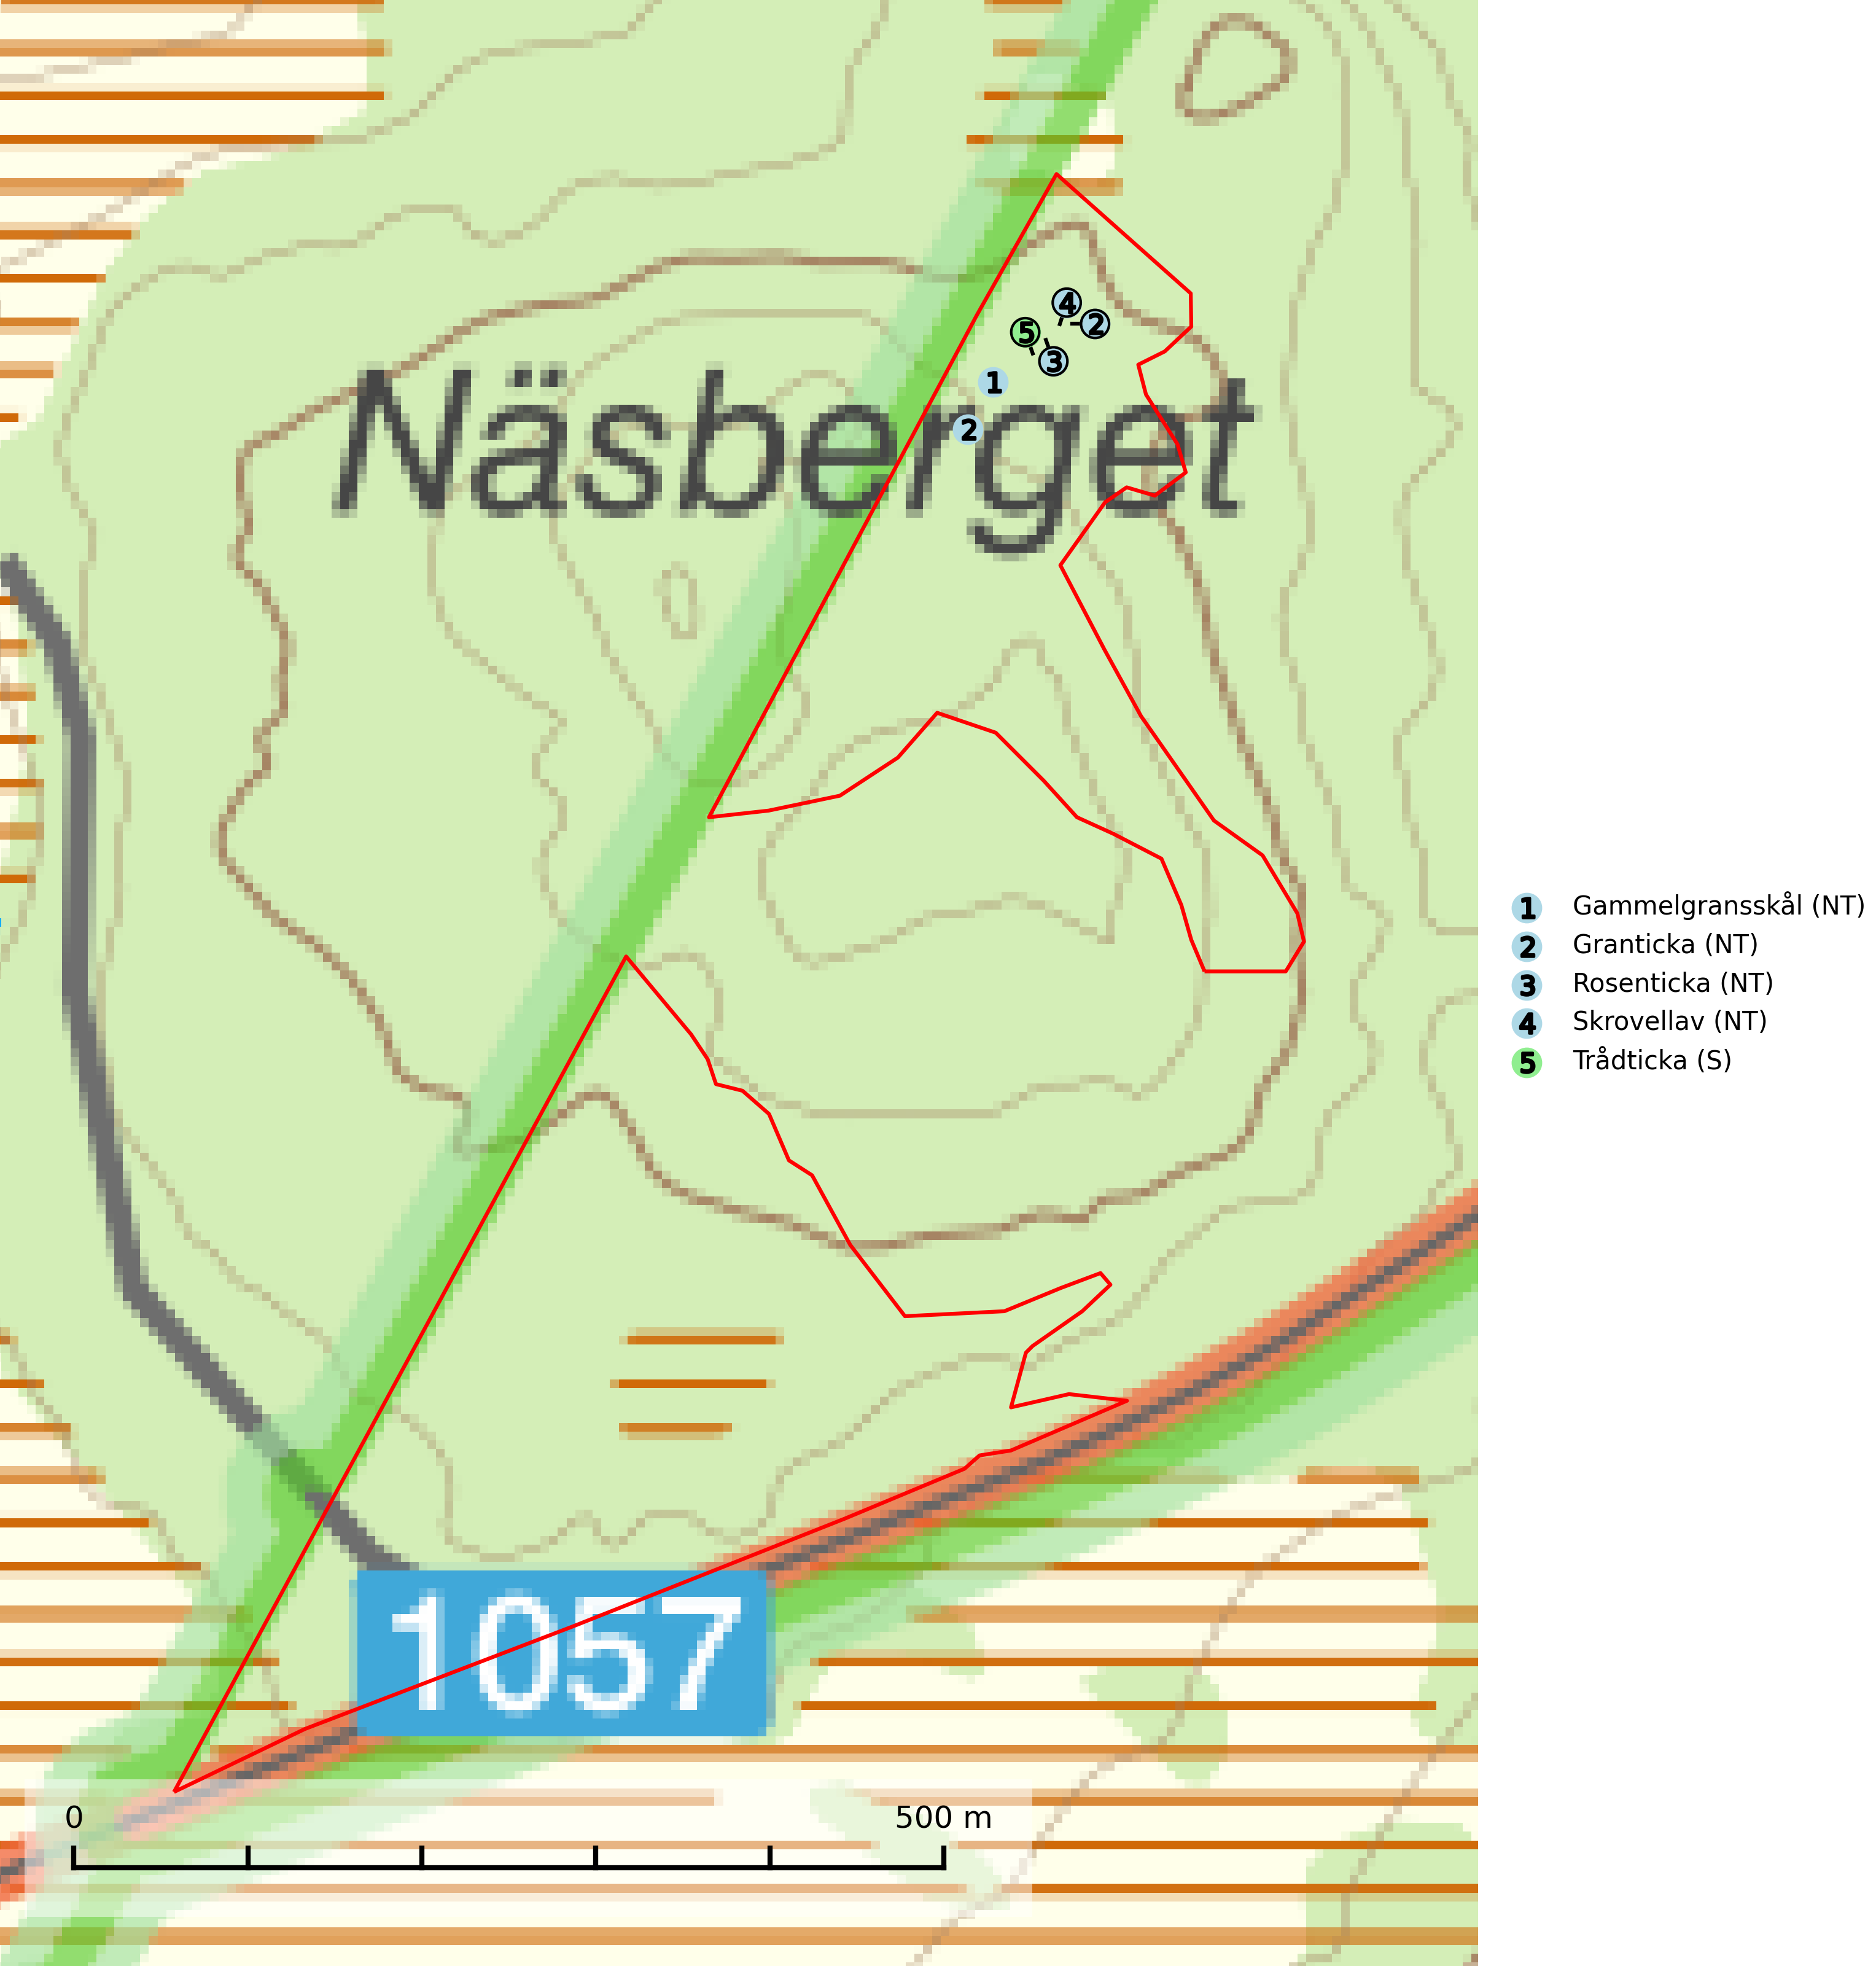 4
5
2
3
1
2
Näsberget
1 Gammelgransskål (NT)
2 Granticka (NT)
3 Rosenticka (NT)
4 Skrovellav (NT)
5 Trådticka (S)
1057
0 500 m